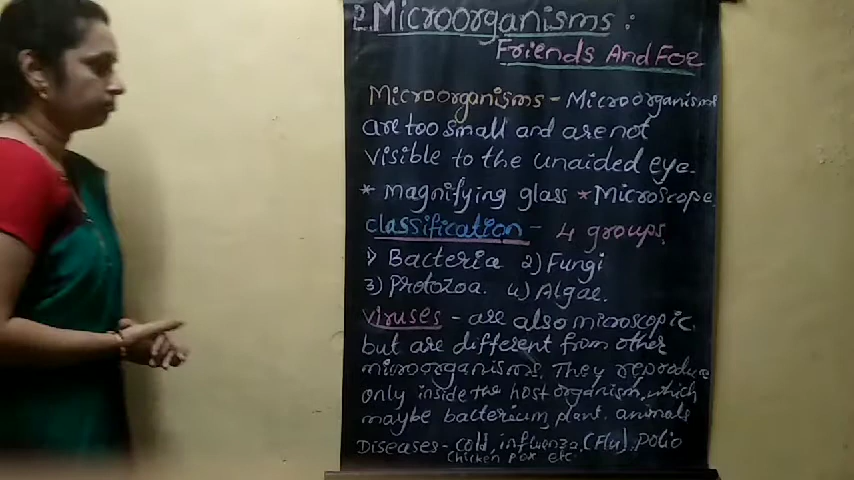 2. Microorganisms :
Friends And Foe
Microorganisms - Microorganisms
are too small and are not
visible to the unaided eye.
* magnifying glass * Microscope.
classification - 4 groups.
1) Bacteria 2) Fungi
3) Protozoa. 4) Algae.
Viruses - are also microscopic
but are different from other
microorganisms. They reproduce
only inside the host organism, which
maybe bacterium, plant, animals
Diseases - cold, influenza, (Flu), polio
chicken pox etc.